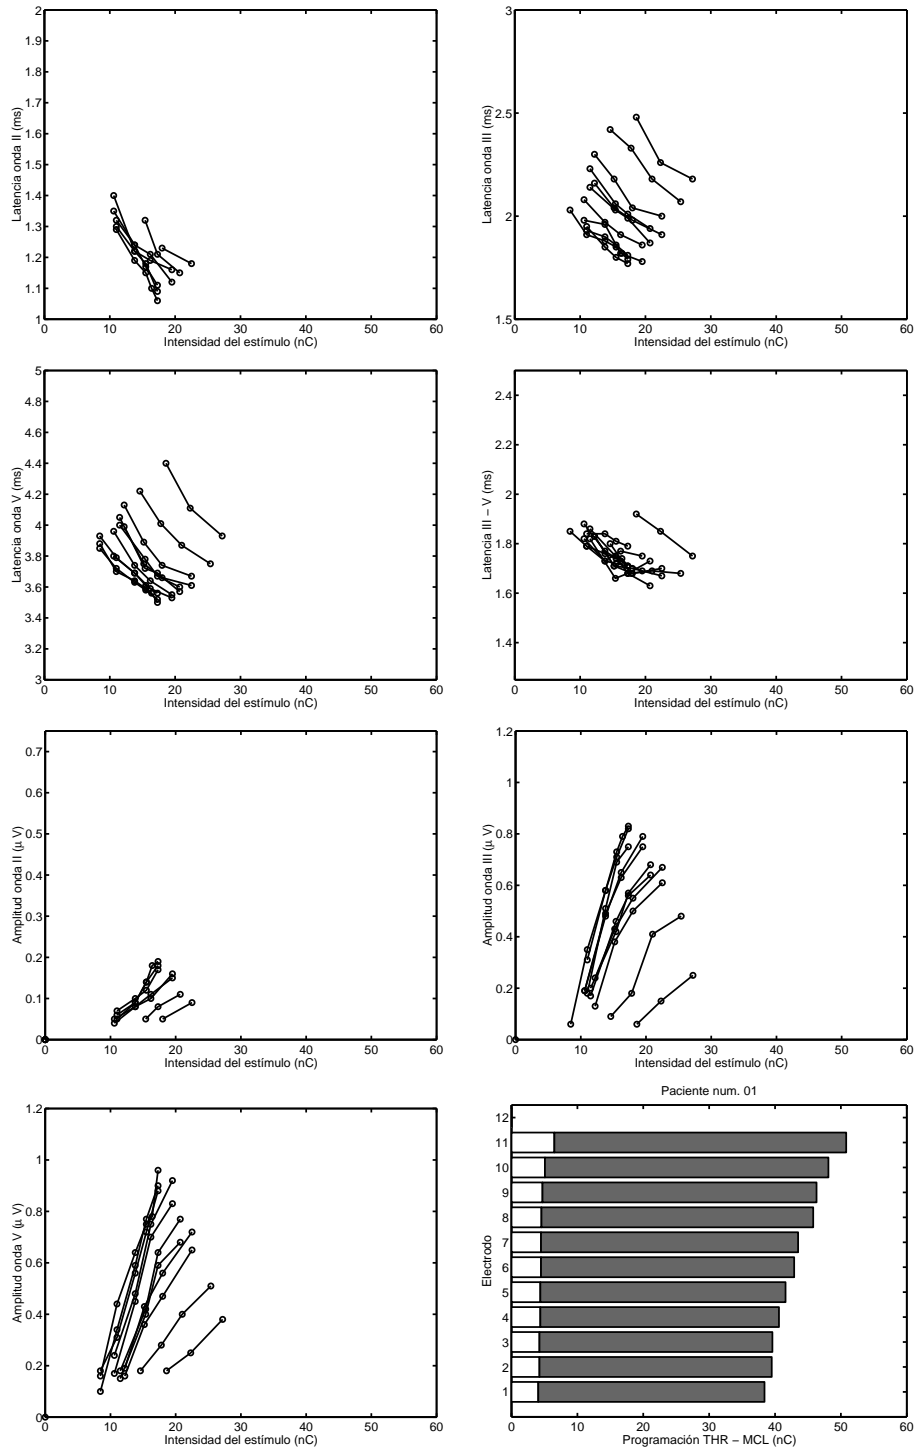 2
1.9
1.8
1.7
1.6
1.5
1.4
1.3
1.2
1.1
1
Latencia onda II (ms)
0 10 20 30 40 50 60
Intensidad del estímulo (nC)
3
2.5
2
1.5
Latencia onda III (ms)
0 10 20 30 40 50 60
Intensidad del estímulo (nC)
5
4.8
4.6
4.4
4.2
4
3.8
3.6
3.4
3.2
3
Latencia onda V (ms)
0 10 20 30 40 50 60
Intensidad del estímulo (nC)
2.4
2.2
2
1.8
1.6
1.4
Latencia III − V (ms)
0 10 20 30 40 50 60
Intensidad del estímulo (nC)
0.7
0.6
0.5
0.4
0.3
0.2
0.1
0
Amplitud onda II (μ V)
0 10 20 30 40 50 60
Intensidad del estímulo (nC)
1.2
1
0.8
0.6
0.4
0.2
0
Amplitud onda III (μ V)
0 10 20 30 40 50 60
Intensidad del estímulo (nC)
1.2
1
0.8
0.6
0.4
0.2
0
Amplitud onda V (μ V)
0 10 20 30 40 50 60
Intensidad del estímulo (nC)
Paciente num. 01
12
11
10
9
8
7
6
5
4
3
2
1
Electrodo
0 10 20 30 40 50 60
Programación THR − MCL (nC)